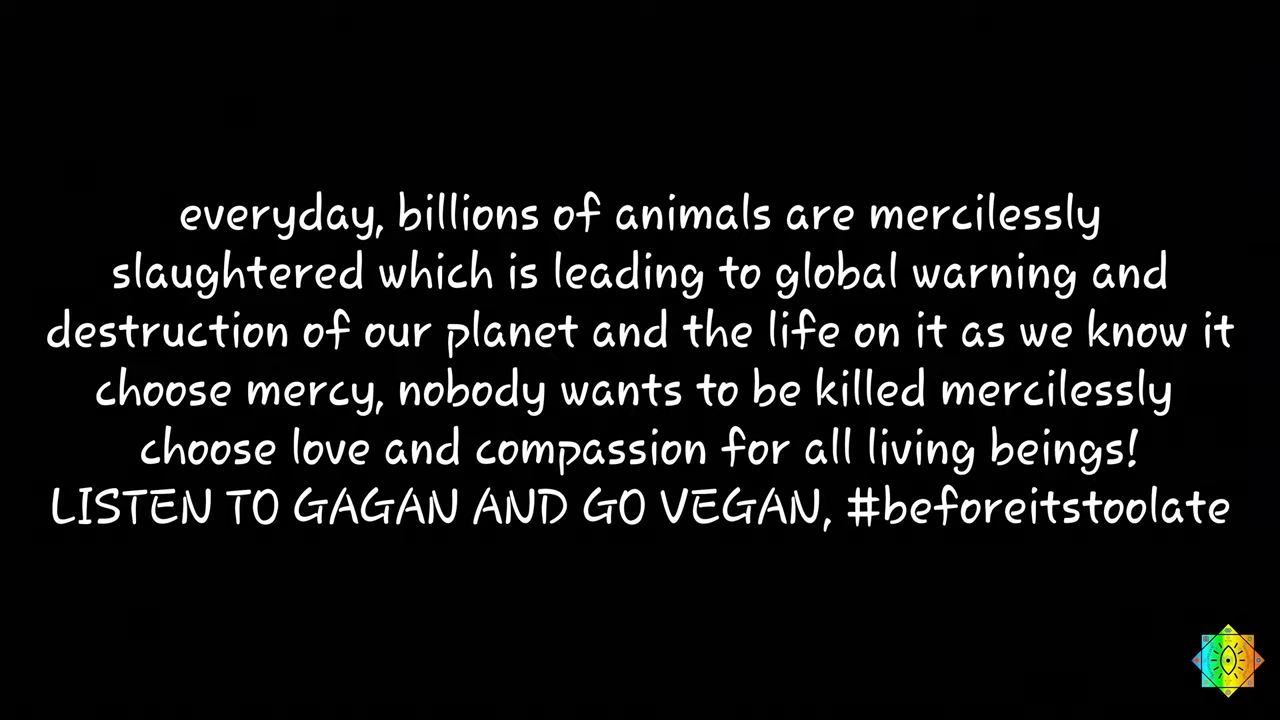 everyday, billions of animals are mercilessly
slaughtered which is leading to global warning and
destruction of our planet and the life on it as we know it
choose mercy, nobody wants to be killed mercilessly
choose love and compassion for all living beings!
LISTEN TO GAGAN AND GO VEGAN, #beforeitstoolate